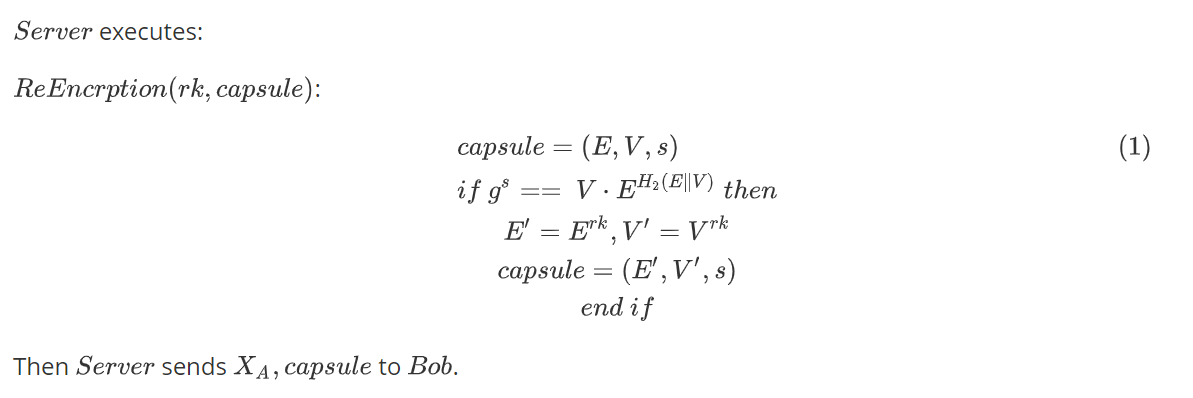 Server executes:
ReEncrption(rk, capsule):
capsule = (E, V, s) (1)
if g^s == V · E^{H_2(E||V)} then
E′ = E^{rk}, V′ = V^{rk}
capsule = (E′, V′, s)
end if
Then Server sends X_A, capsule to Bob.